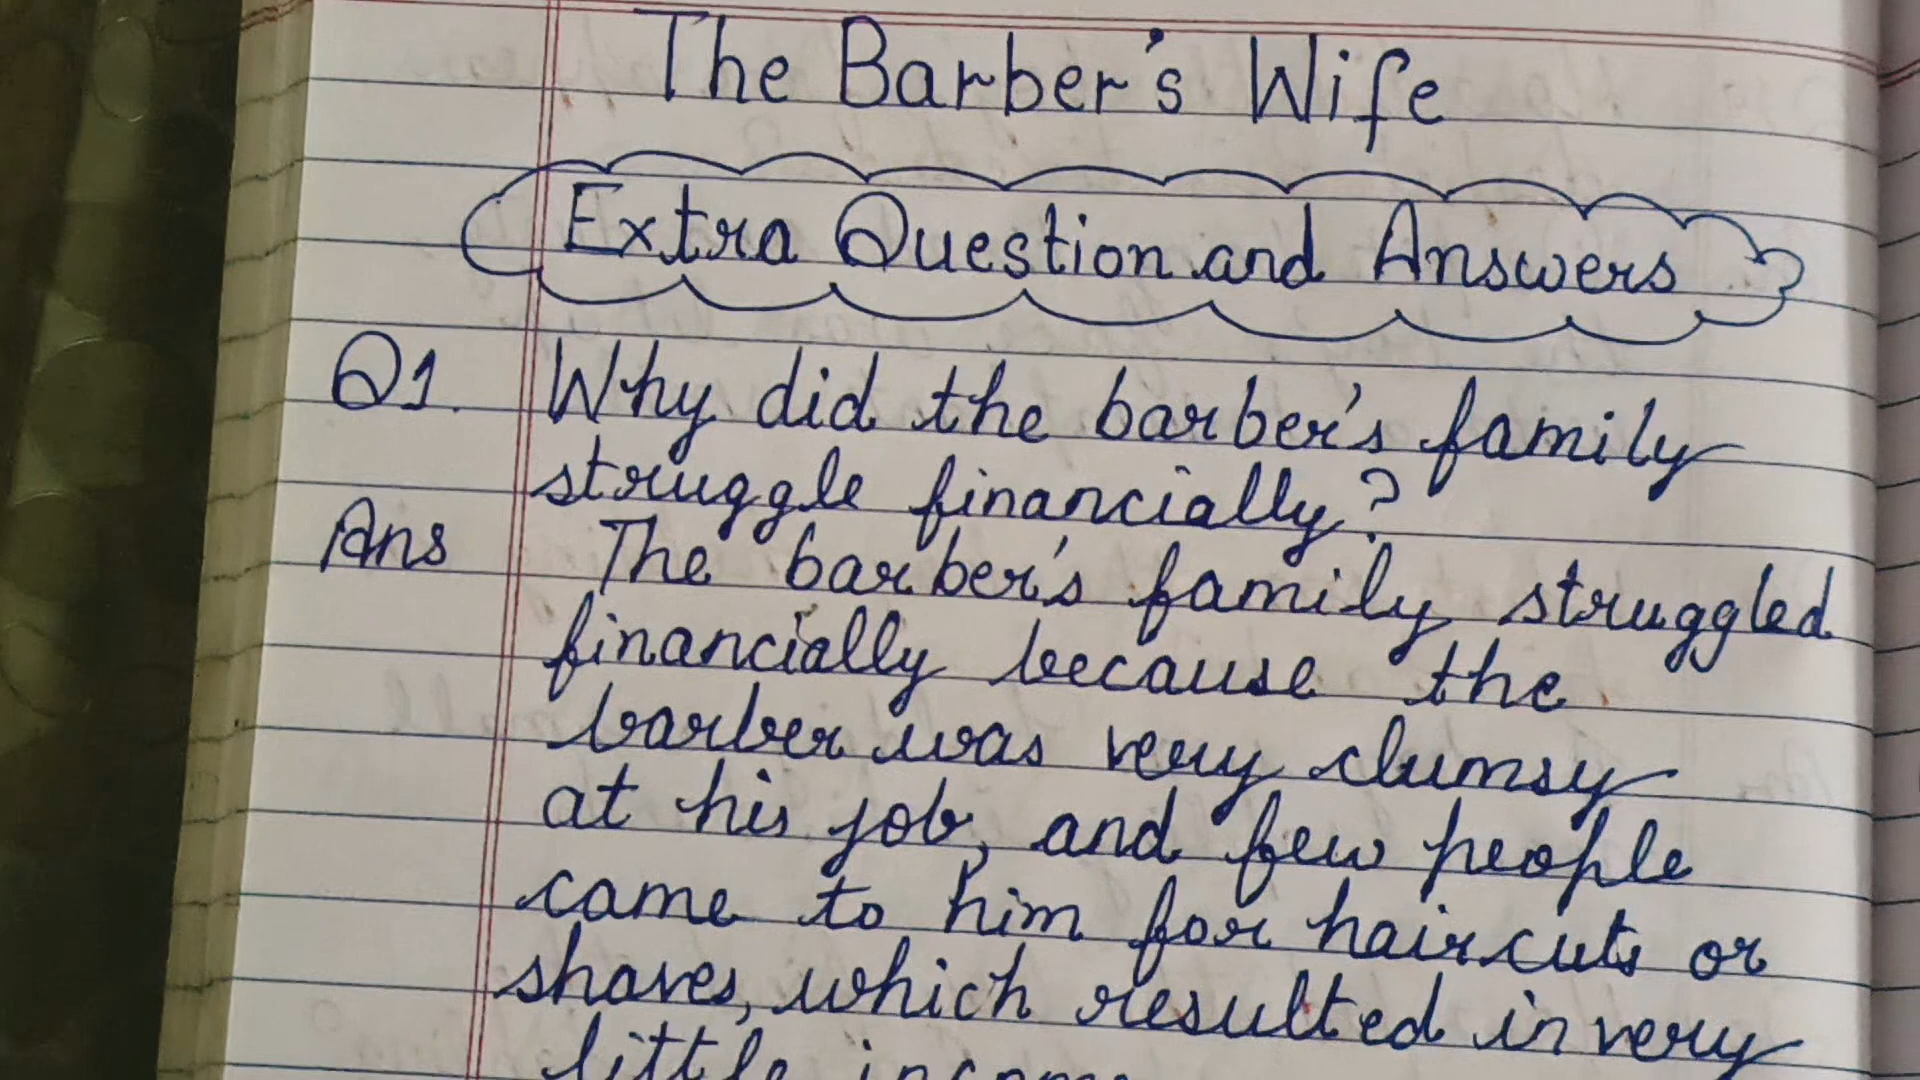 The Barber's Wife
Extra Question and Answers
Q1. Why did the barber's family
struggle financially?
Ans The barber's family struggled
financially because the
barber was very clumsy
at his job, and few people
came to him for haircuts or
shaves, which resulted in very
little income